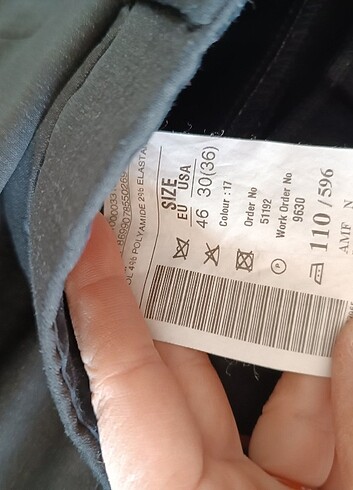 SIZE
EU USA
46 30(36)
Colour :17
Order No
51192
Work Order No
9630
110/596
AMF N
P
8699078550269
4% POLYAMIDE 2% ELASTA